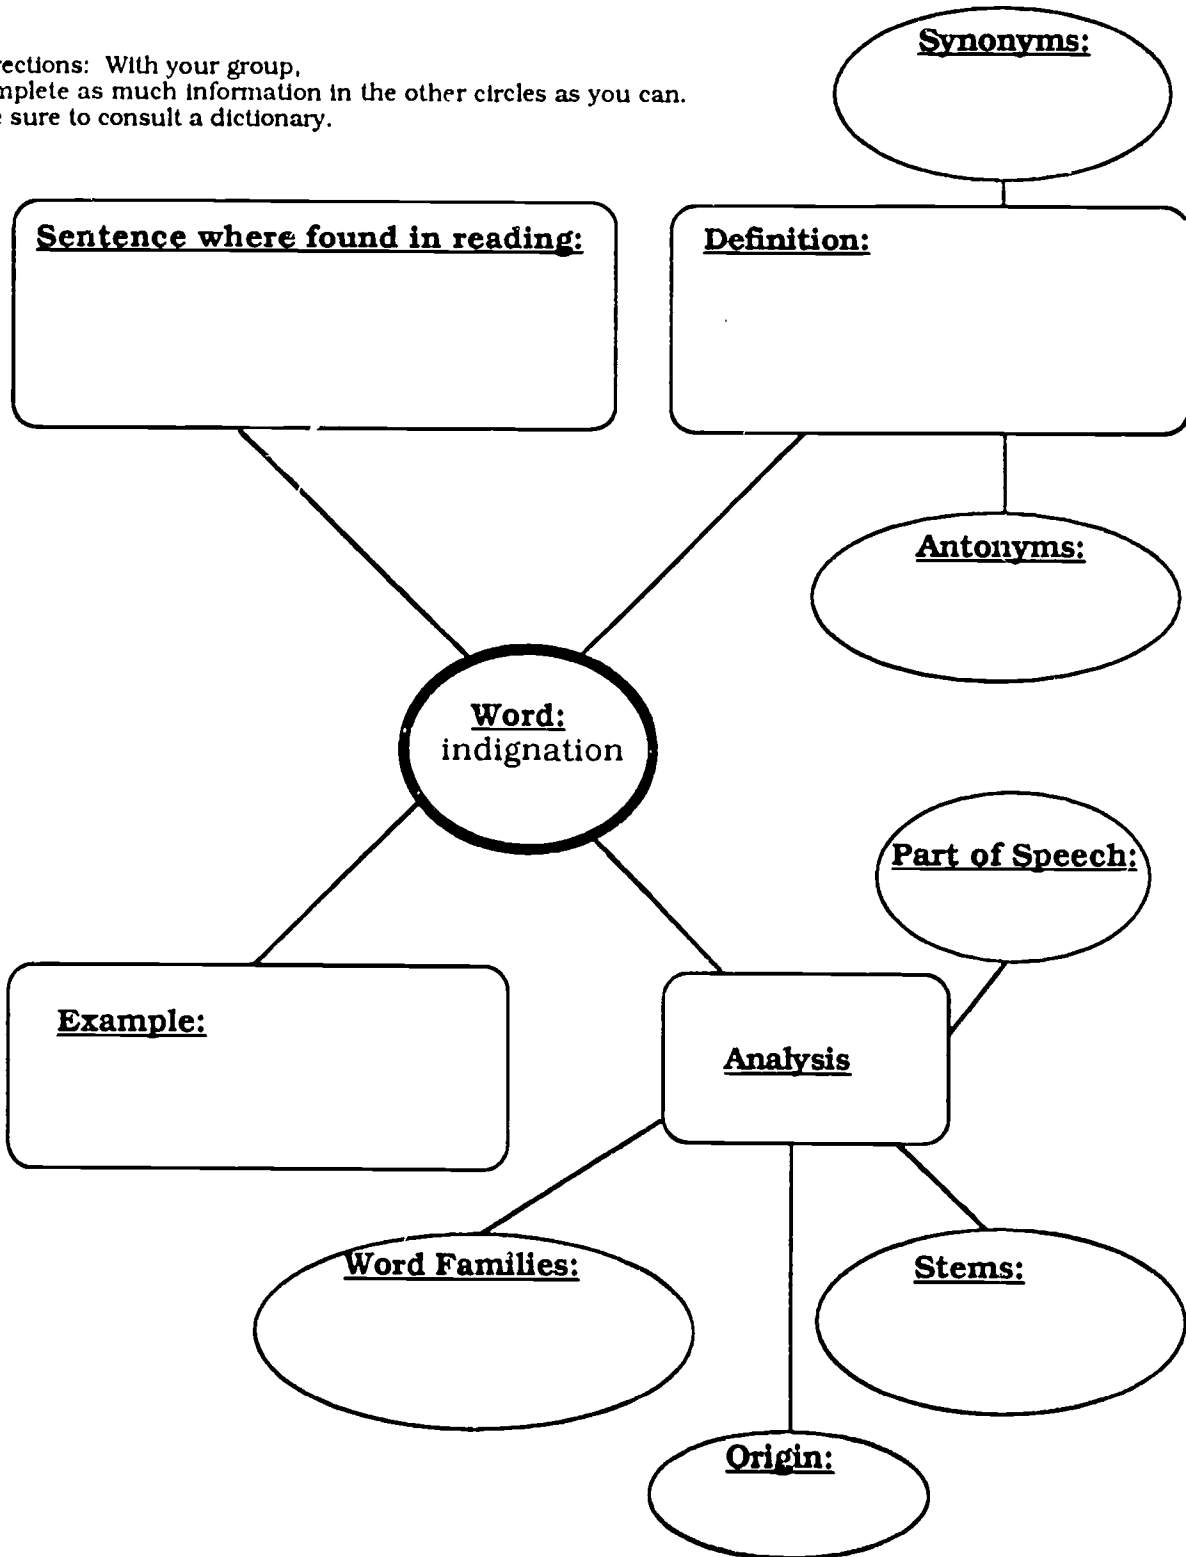 rections: With your group,
nplete as much information in the other circles as you can.
e sure to consult a dictionary.
Synonyms:
Sentence where found in reading:
Definition:
Antonyms:
Word:
indignation
Part of Speech:
Example:
Analysis
Word Families:
Stems:
Origin: